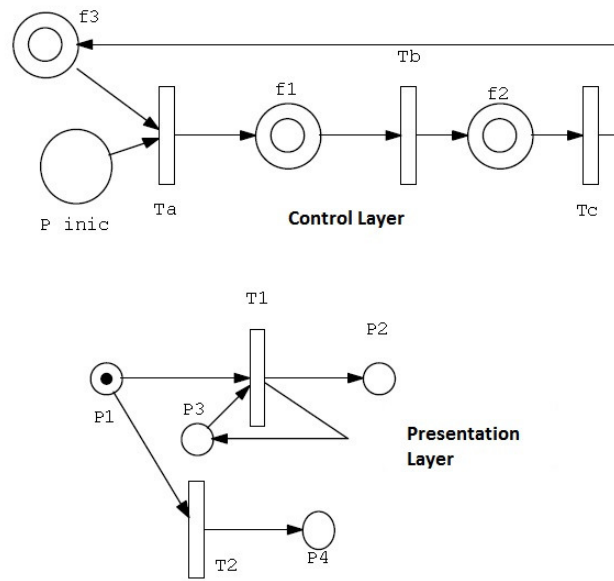 f3
Tb
f1
f2
P inic
Ta
Control Layer
Tc
T1
P2
P1
P3
Presentation
Layer
T2
P4